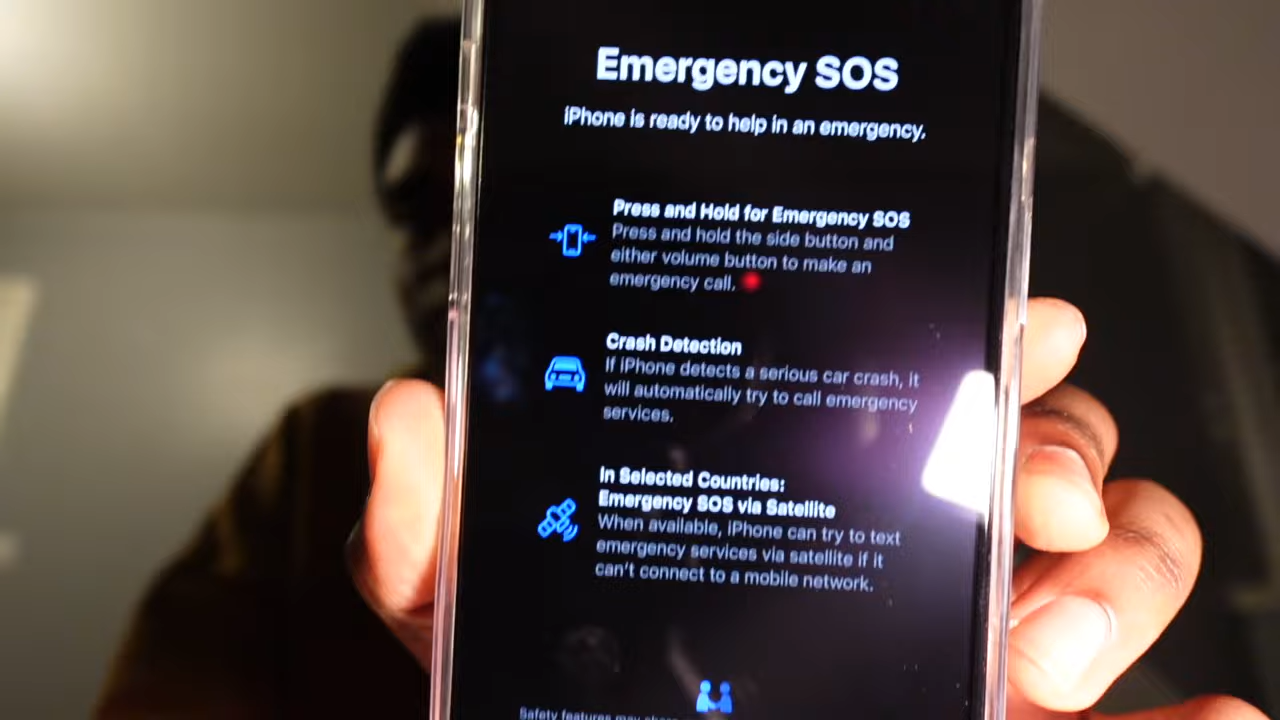 Emergency SOS
iPhone is ready to help in an emergency.
Press and Hold for Emergency SOS
Press and hold the side button and
either volume button to make an
emergency call.
Crash Detection
If iPhone detects a serious car crash, it
will automatically try to call emergency
services.
In Selected Countries:
Emergency SOS via Satellite
When available, iPhone can try to text
emergency services via satellite if it
can't connect to a mobile network.
Safety features may